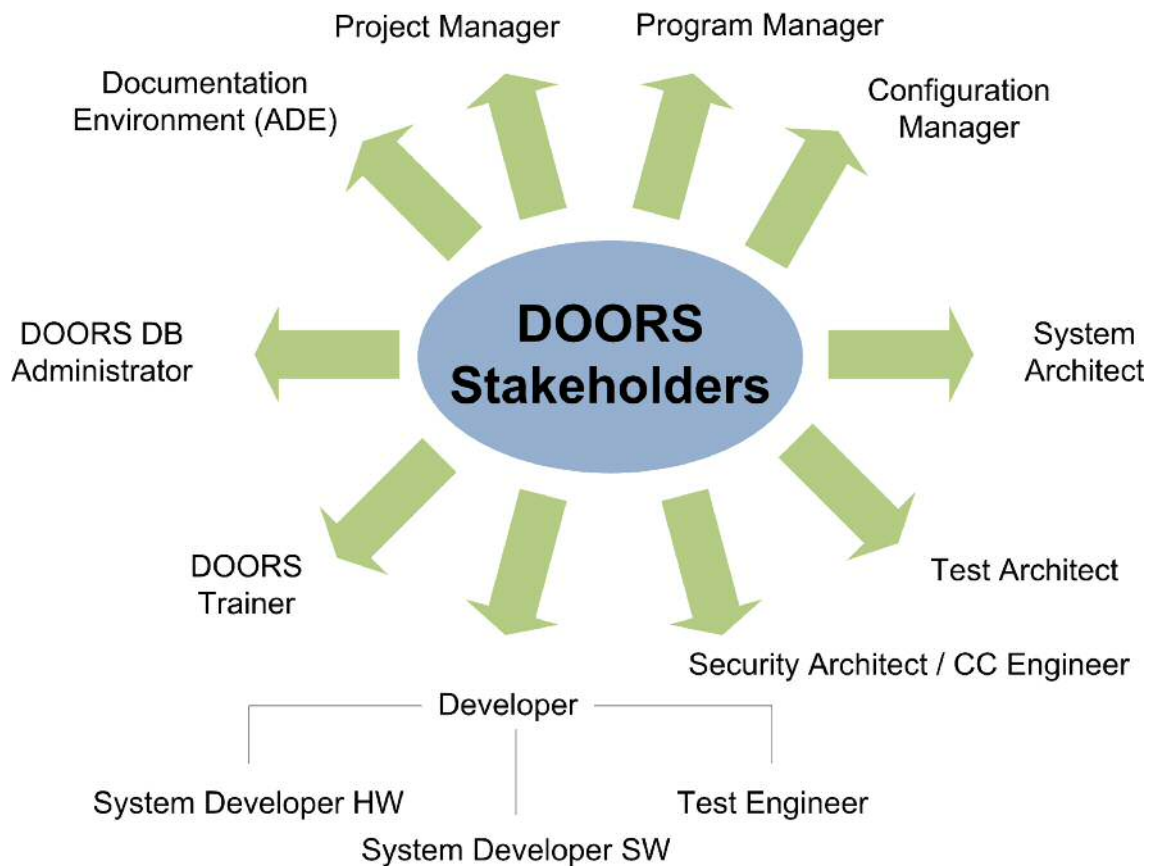 Project Manager
Program Manager
Documentation
Environment (ADE)
Configuration
Manager
DOORS
Stakeholders
DOORS DB
Administrator
System
Architect
DOORS
Trainer
Test Architect
Security Architect / CC Engineer
Developer
System Developer HW
Test Engineer
System Developer SW